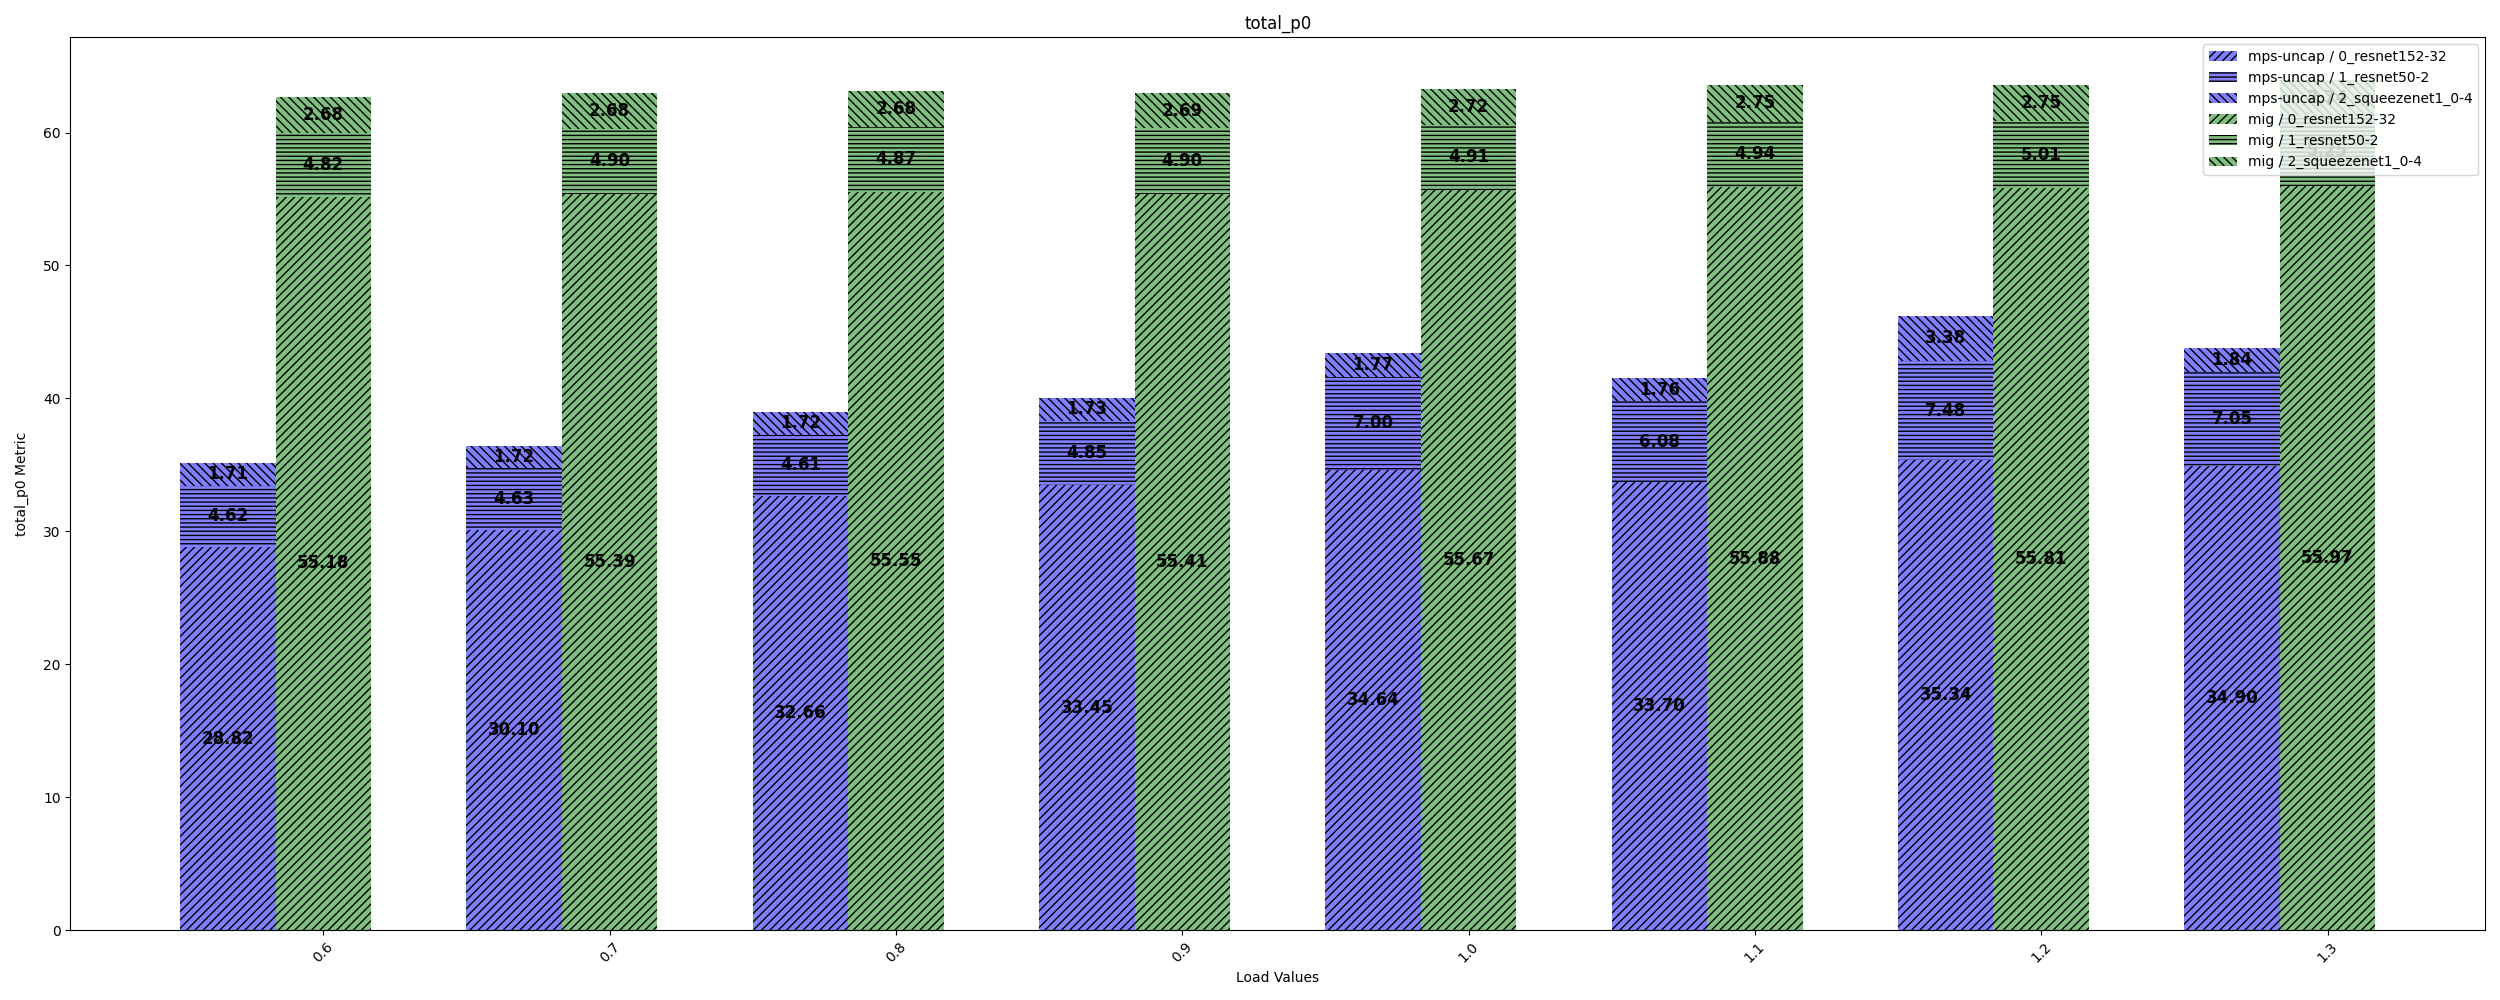 total_p0
mps-uncap / 0_resnet152-32
mps-uncap / 1_resnet50-2
mps-uncap / 2_squeezenet1_0-4
mig / 0_resnet152-32
mig / 1_resnet50-2
mig / 2_squeezenet1_0-4
total_p0 Metric
60
50
40
30
20
10
0
2.68 2.68 2.68 2.69 2.72 2.75 2.75
4.82 4.90 4.87 4.90 4.91 4.94 5.01
1.71 1.72 1.72 1.73 1.77 1.76 3.38 1.84
4.62 4.63 4.61 4.85 7.00 6.08 7.48 7.05
55.18 55.39 55.55 55.41 55.67 55.88 55.81 55.97
28.82 30.10 32.66 33.45 34.64 33.70 35.34 34.90
0.6 0.7 0.8 0.9 1.0 1.1 1.2 1.3
Load Values